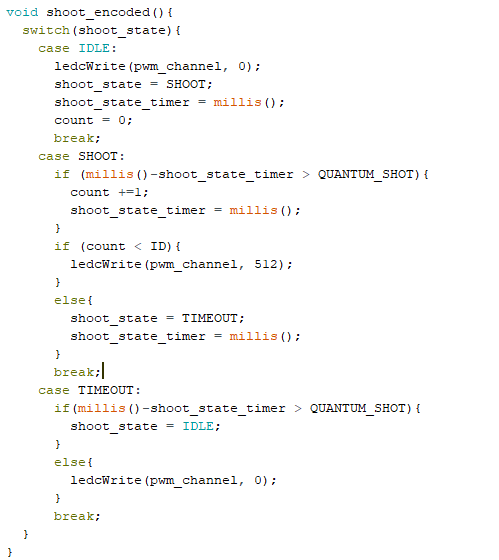 void shoot_encoded(){
  switch(shoot_state){
    case IDLE:
      ledcWrite(pwm_channel, 0);
      shoot_state = SHOOT;
      shoot_state_timer = millis();
      count = 0;
      break;
    case SHOOT:
      if (millis()-shoot_state_timer > QUANTUM_SHOT){
        count +=1;
        shoot_state_timer = millis();
      }
      if (count < ID){
        ledcWrite(pwm_channel, 512);
      }
      else{
        shoot_state = TIMEOUT;
        shoot_state_timer = millis();
      }
      break;
    case TIMEOUT:
      if(millis()-shoot_state_timer > QUANTUM_SHOT){
        shoot_state = IDLE;
      }
      else{
        ledcWrite(pwm_channel, 0);
      }
      break;
  }
}